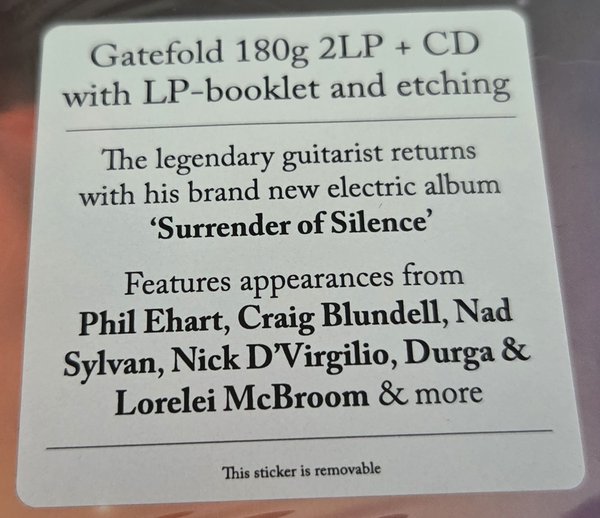 Gatefold 180g 2LP + CD
with LP-booklet and etching
The legendary guitarist returns
with his brand new electric album
‘Surrender of Silence’
Features appearances from
Phil Ehart, Craig Blundell, Nad
Sylvan, Nick D’Virgilio, Durga &
Lorelei McBroom & more
This sticker is removable